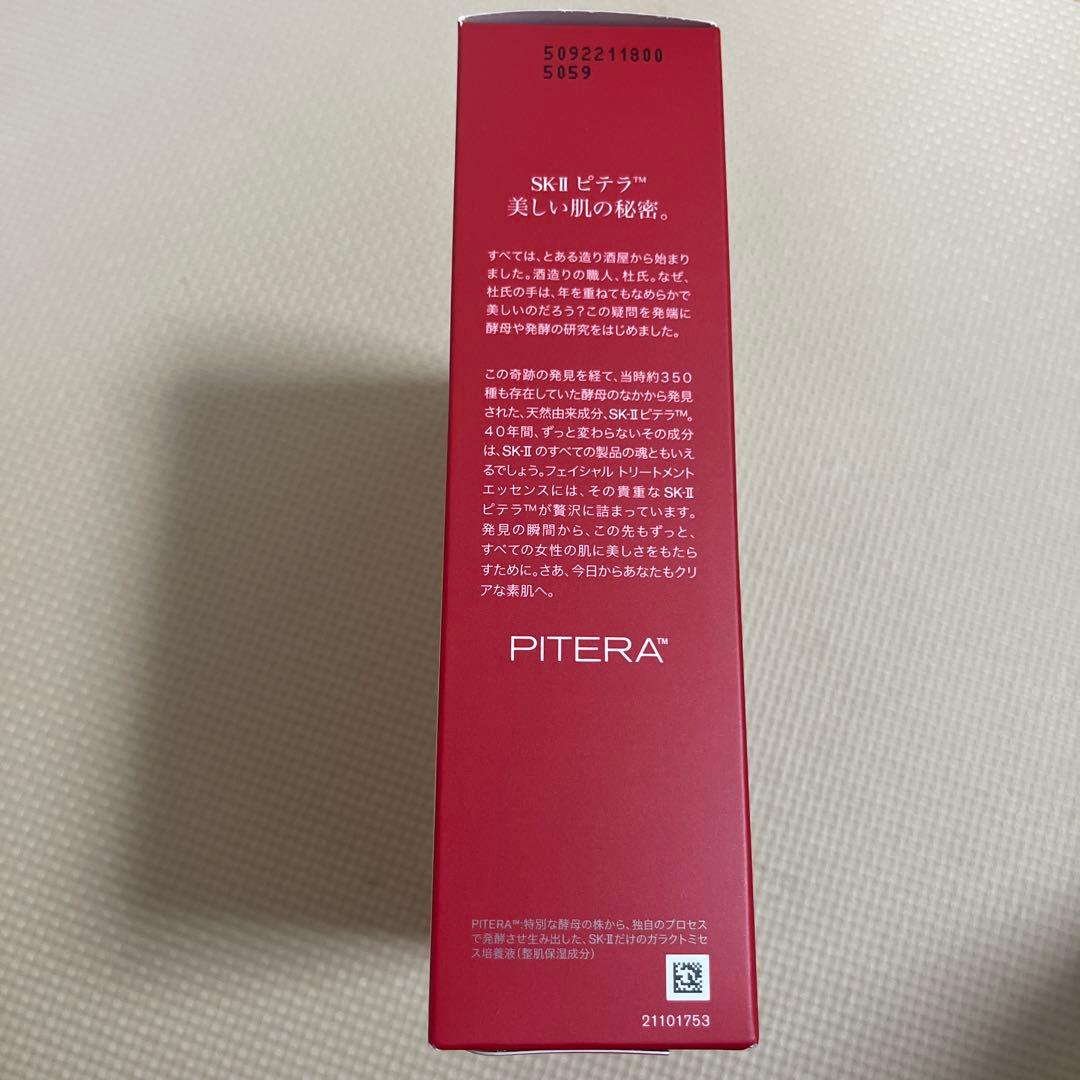 5092211800
5059
SK-II ピテラ™
美しい肌の秘密。
すべては、とある造り酒屋から始まり
ました。酒造りの職人、杜氏。なぜ、
杜氏の手は、年を重ねてもなめらかで
美しいのだろう?この疑問を発端に
酵母や発酵の研究をはじめました。
この奇跡の発見を経て、当時約350
種も存在していた酵母のなかから発見
された、天然由来成分、SK-IIピテラ™。
40年間、ずっと変わらないその成分
は、SK-II のすべての製品の魂ともいえ
るでしょう。フェイシャル トリートメント
エッセンスには、その貴重な SK-II
ピテラ™が贅沢に詰まっています。
発見の瞬間から、この先もずっと、
すべての女性の肌に美しさをもたら
すために。さあ、今日からあなたもクリ
アな素肌へ。
PITERA™
PITERA™:特別な酵母の株から、独自のプロセス
で発酵させ生み出した、SK-IIだけのガラクトミセ
ス培養液(整肌保湿成分)
21101753